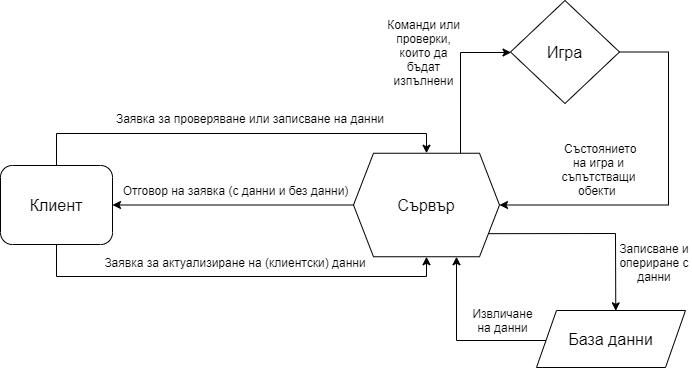 Команди или
проверки,
които да
бъдат
изпълнени
Игра
Заявка за проверяване или записване на данни
Състоянието
на игра и
съпътстващи
обекти
Клиент
Отговор на заявка (с данни и без данни)
Сървър
Заявка за актуализиране на (клиентски) данни
Записване и
опериране с
данни
Извличане
на данни
База данни